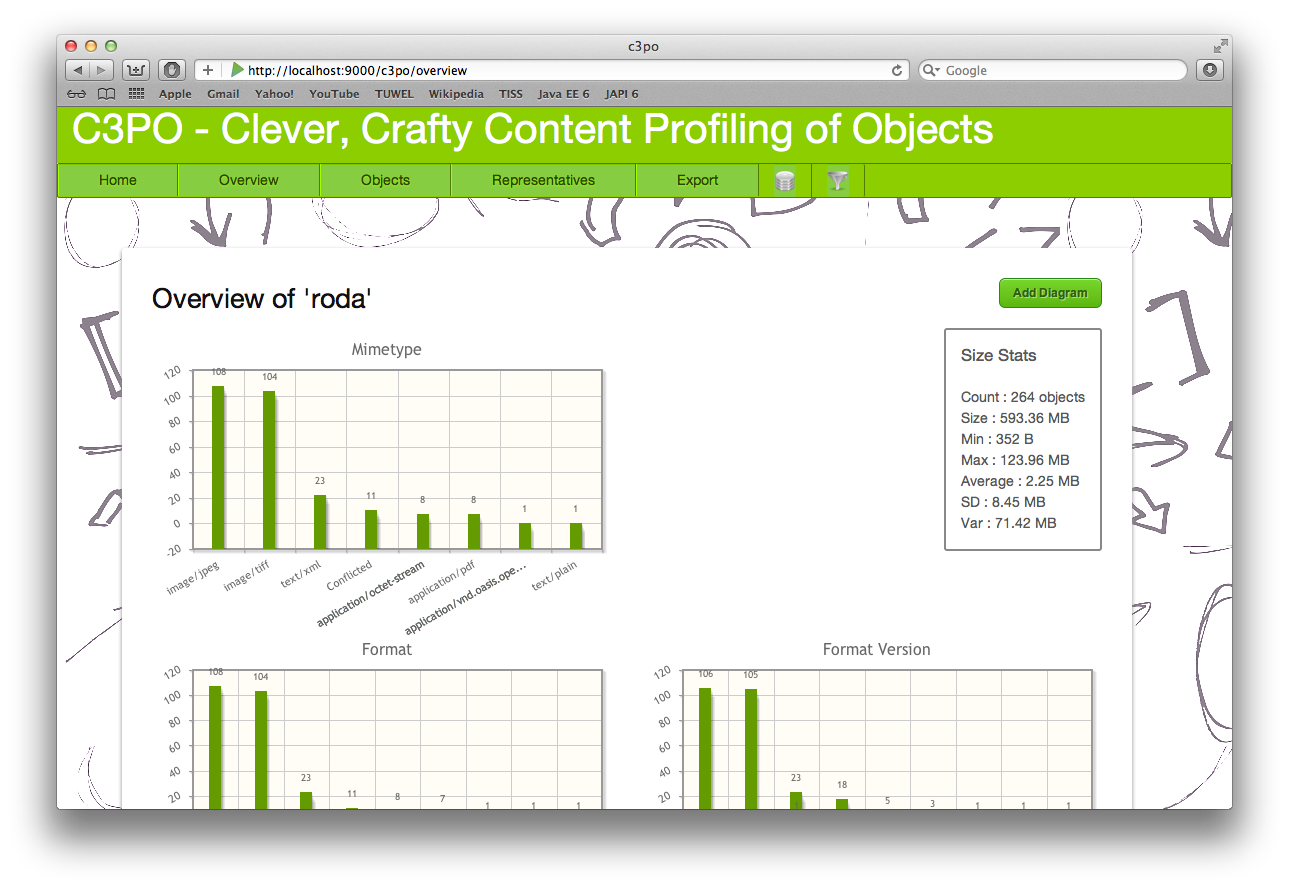 c3po
http://localhost:9000/c3po/overview
Google
Apple Gmail Yahoo! YouTube TUWEL Wikipedia TISS Java EE 6 JAPI 6
C3PO - Clever, Crafty Content Profiling of Objects
Home Overview Objects Representatives Export
Overview of 'roda'
Add Diagram
Size Stats
Count : 264 objects
Size : 593.36 MB
Min : 352 B
Max : 123.96 MB
Average : 2.25 MB
SD : 8.45 MB
Var : 71.42 MB
Mimetype
120
100
80
60
40
20
0
-20
108 104 23 11 8 8 1 1
image/jpeg image/tiff text/xml Conflicted application/octet-stream application/pdf application/vnd.oasis.ope... text/plain
Format
120
100
80
60
40
20
108 104 23 11 8 7 1 1 1
Format Version
120
100
80
60
40
20
106 105 23 18 5 3 1 1 1